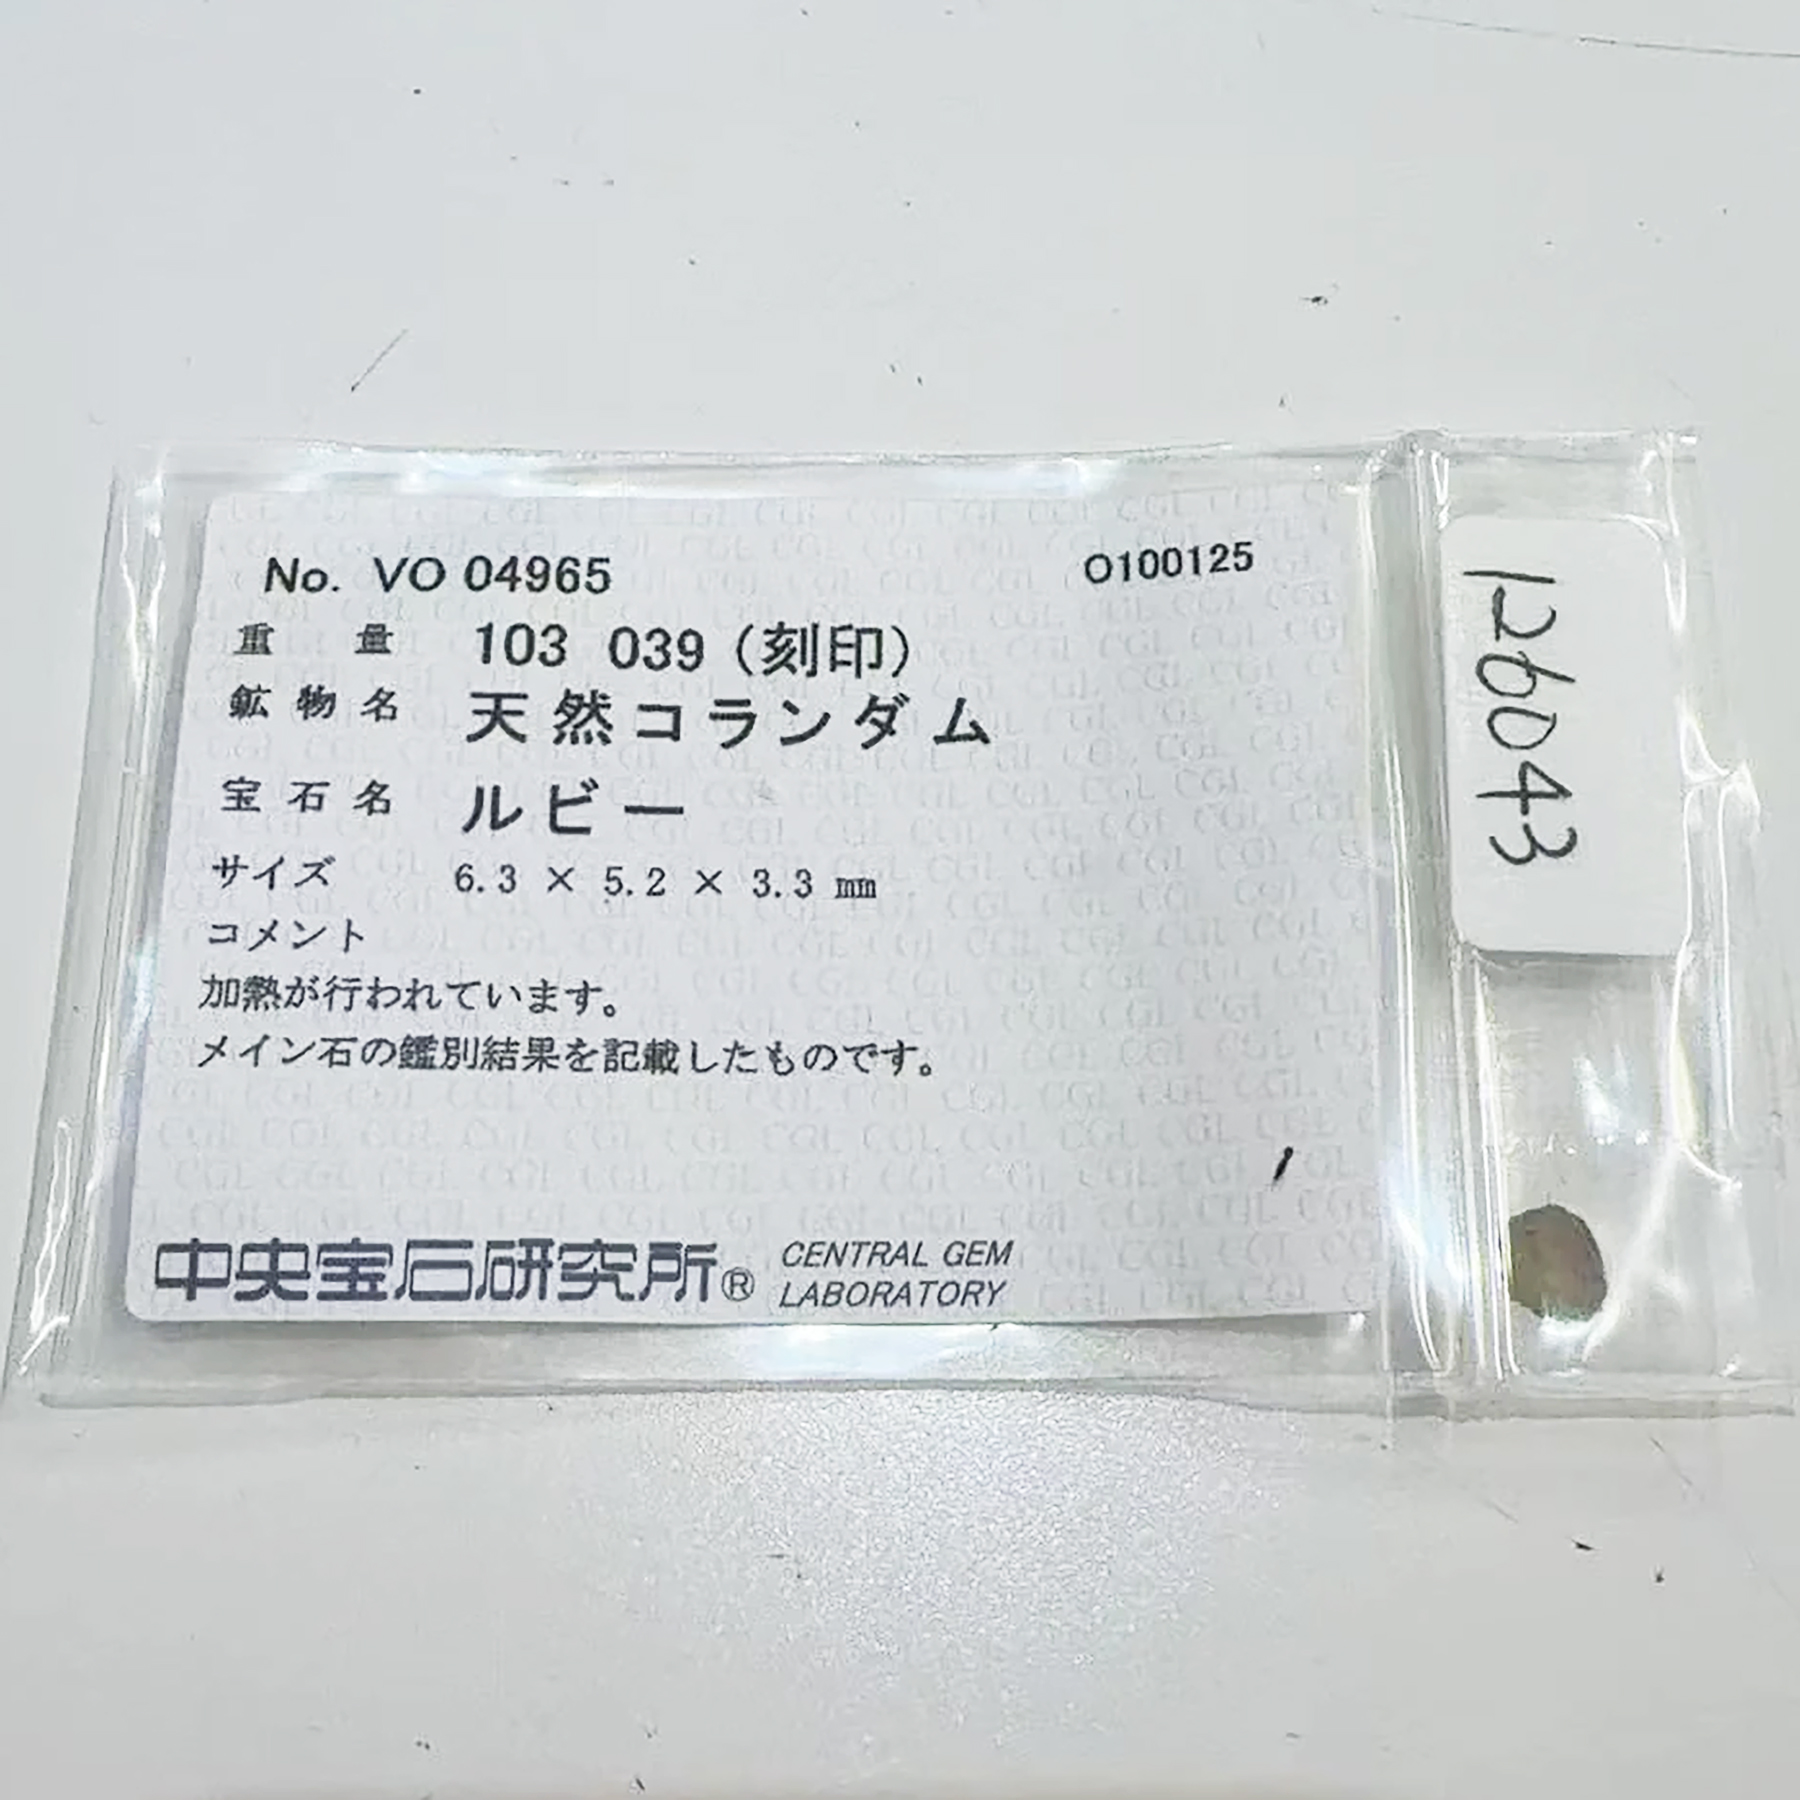 No. VO 04965 O100125
重量 103 039（刻印）
鉱物名 天然コランダム
宝石名 ルビー
サイズ 6.3 × 5.2 × 3.3 ㎜
コメント
加熱が行われています。
メイン石の鑑別結果を記載したものです。
中央宝石研究所® CENTRAL GEM
LABORATORY
126043